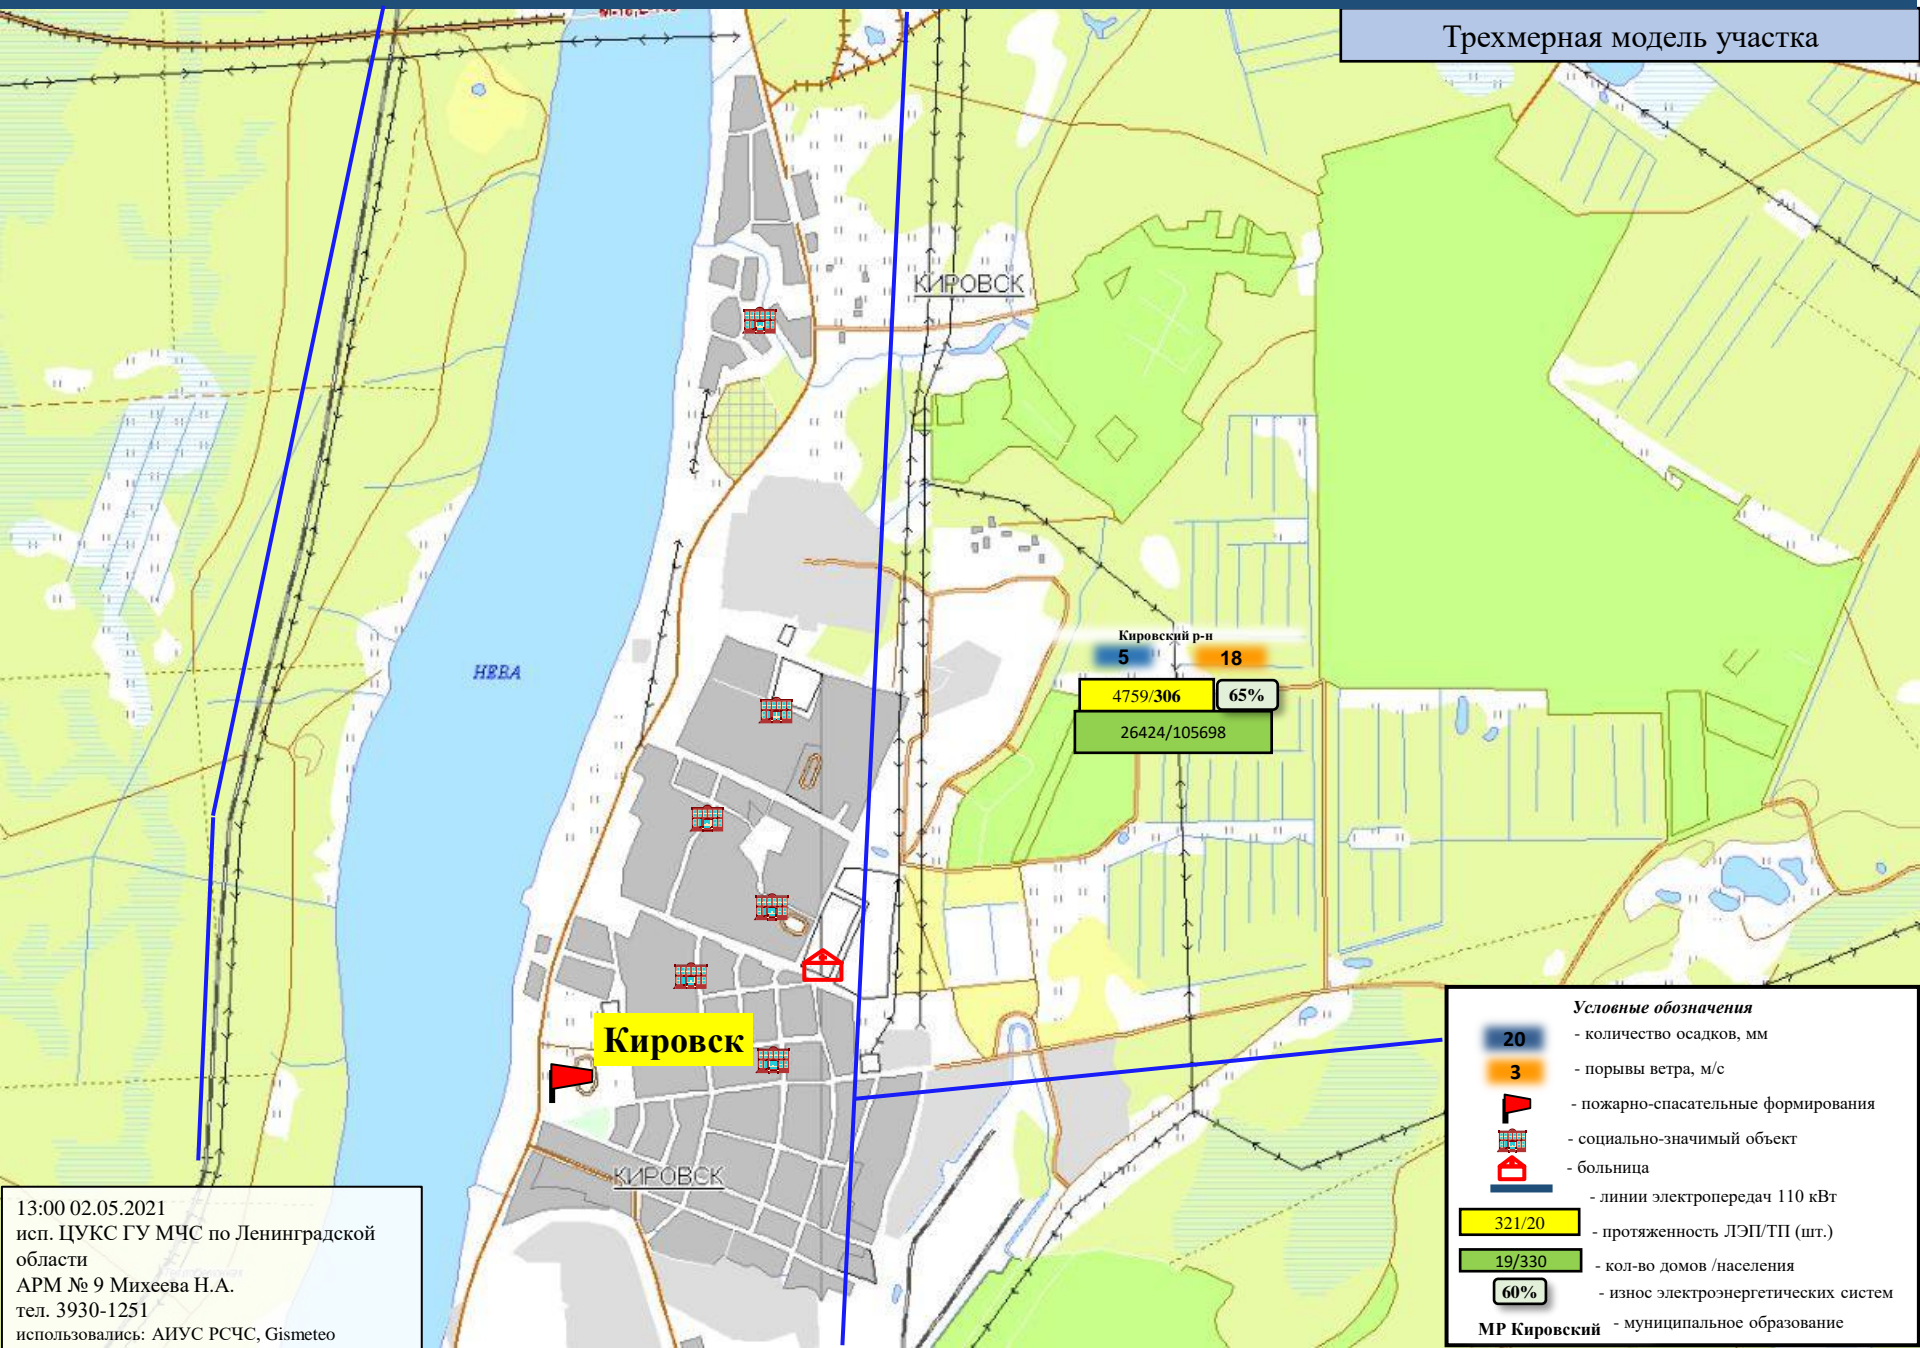 Трехмерная модель участка
КИРОВСК
НЕВА
Кировский р-н
5
18
4759/306
65%
26424/105698
Кировск
КИРОВСК
13:00 02.05.2021
исп. ЦУКС ГУ МЧС по Ленинградской
области
АРМ № 9 Михеева Н.А.
тел. 3930-1251
использовались: АИУС РСЧС, Gismeteo
Условные обозначения
20 - количество осадков, мм
3 - порывы ветра, м/с
- пожарно-спасательные формирования
- социально-значимый объект
- больница
- линии электропередач 110 кВт
321/20 - протяженность ЛЭП/ТП (шт.)
19/330 - кол-во домов /населения
60% - износ электроэнергетических систем
МР Кировский - муниципальное образование